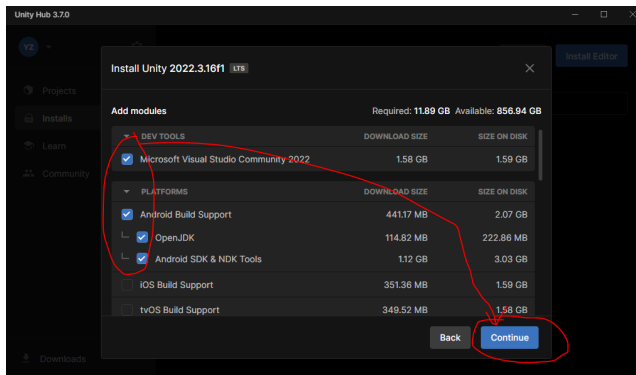 Unity Hub 3.7.0
YZ
Install Editor
Install Unity 2022.3.16f1 LTS
Projects
Installs
Learn
Community
Downloads
Add modules Required: 11.89 GB Available: 856.94 GB
DEV TOOLS DOWNLOAD SIZE SIZE ON DISK
Microsoft Visual Studio Community 2022 1.58 GB 1.59 GB
PLATFORMS DOWNLOAD SIZE SIZE ON DISK
Android Build Support 441.17 MB 2.07 GB
OpenJDK 114.82 MB 222.86 MB
Android SDK & NDK Tools 1.12 GB 3.03 GB
iOS Build Support 351.36 MB 1.59 GB
tvOS Build Support 349.52 MB 1.58 GB
Back Continue